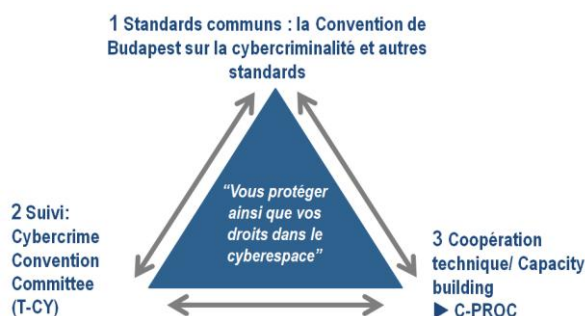 1 Standards communs : la Convention de
Budapest sur la cybercriminalité et autres
standards
“Vous protéger
ainsi que vos
droits dans le
cyberespace”
2 Suivi:
Cybercrime
Convention
Committee
(T-CY)
3 Coopération
technique/ Capacity
building
► C-PROC